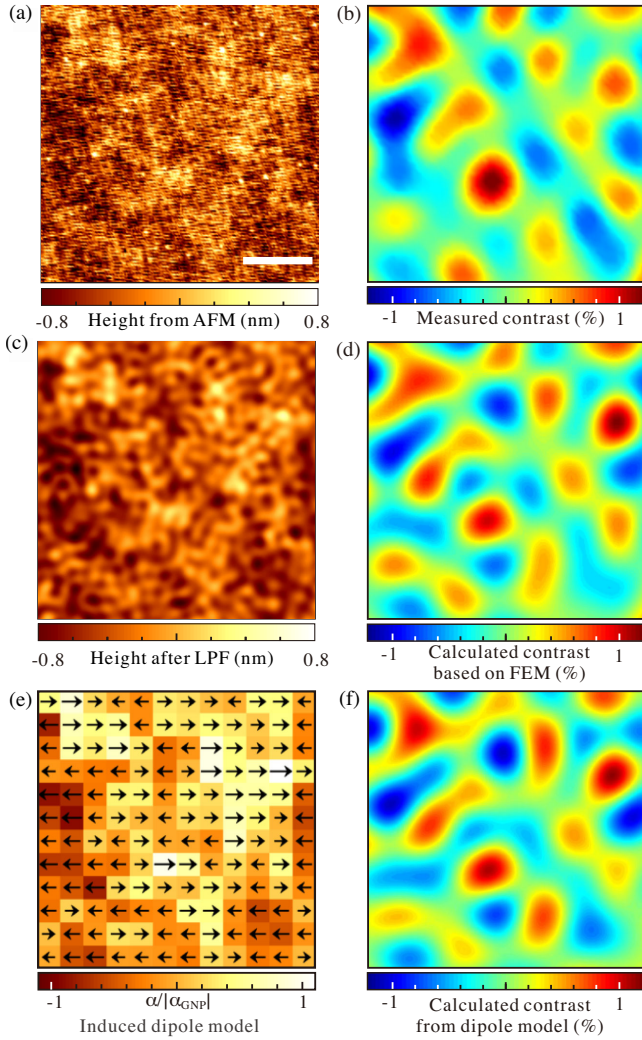 (a)
(b)
-0.8 Height from AFM (nm) 0.8
-1 Measured contrast (%) 1
(c)
(d)
-0.8 Height after LPF (nm) 0.8
-1 Calculated contrast 1
based on FEM (%)
(e)
(f)
-1 α/|αGNP| 1
Induced dipole model
-1 Calculated contrast 1
from dipole model (%)